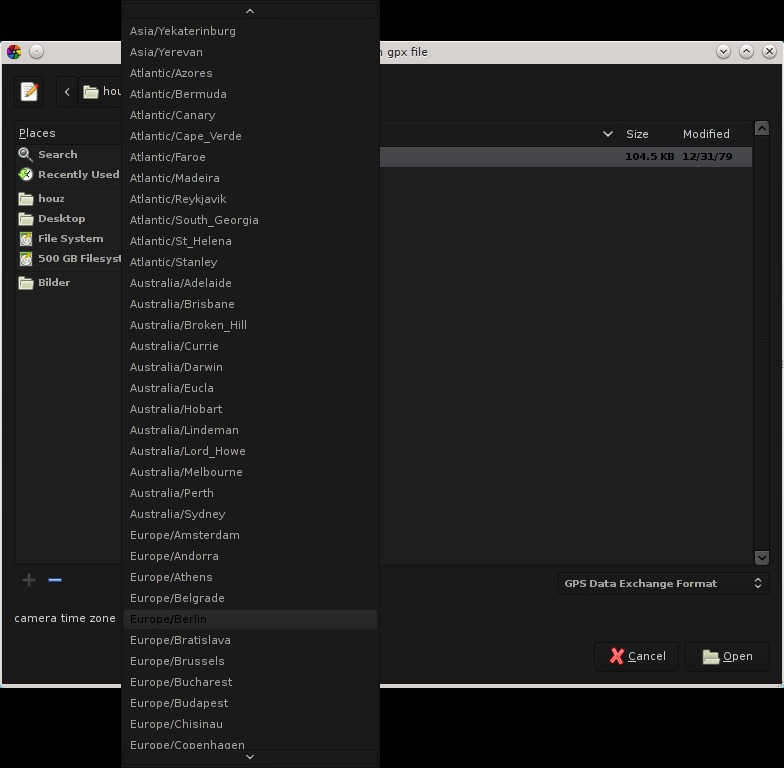 Asia/Yekaterinburg
Asia/Yerevan
Atlantic/Azores
Atlantic/Bermuda
Atlantic/Canary
Atlantic/Cape_Verde
Atlantic/Faroe
Atlantic/Madeira
Atlantic/Reykjavik
Atlantic/South_Georgia
Atlantic/St_Helena
Atlantic/Stanley
Australia/Adelaide
Australia/Brisbane
Australia/Broken_Hill
Australia/Currie
Australia/Darwin
Australia/Eucla
Australia/Hobart
Australia/Lindeman
Australia/Lord_Howe
Australia/Melbourne
Australia/Perth
Australia/Sydney
Europe/Amsterdam
Europe/Andorra
Europe/Athens
Europe/Belgrade
Europe/Berlin
Europe/Bratislava
Europe/Brussels
Europe/Bucharest
Europe/Budapest
Europe/Chisinau
Europe/Copenhagen
gpx file
hou
Places
Search
Recently Used
houz
Desktop
File System
500 GB Filesyst
Bilder
Size Modified
104.5 KB 12/31/79
GPS Data Exchange Format
camera time zone
Cancel Open